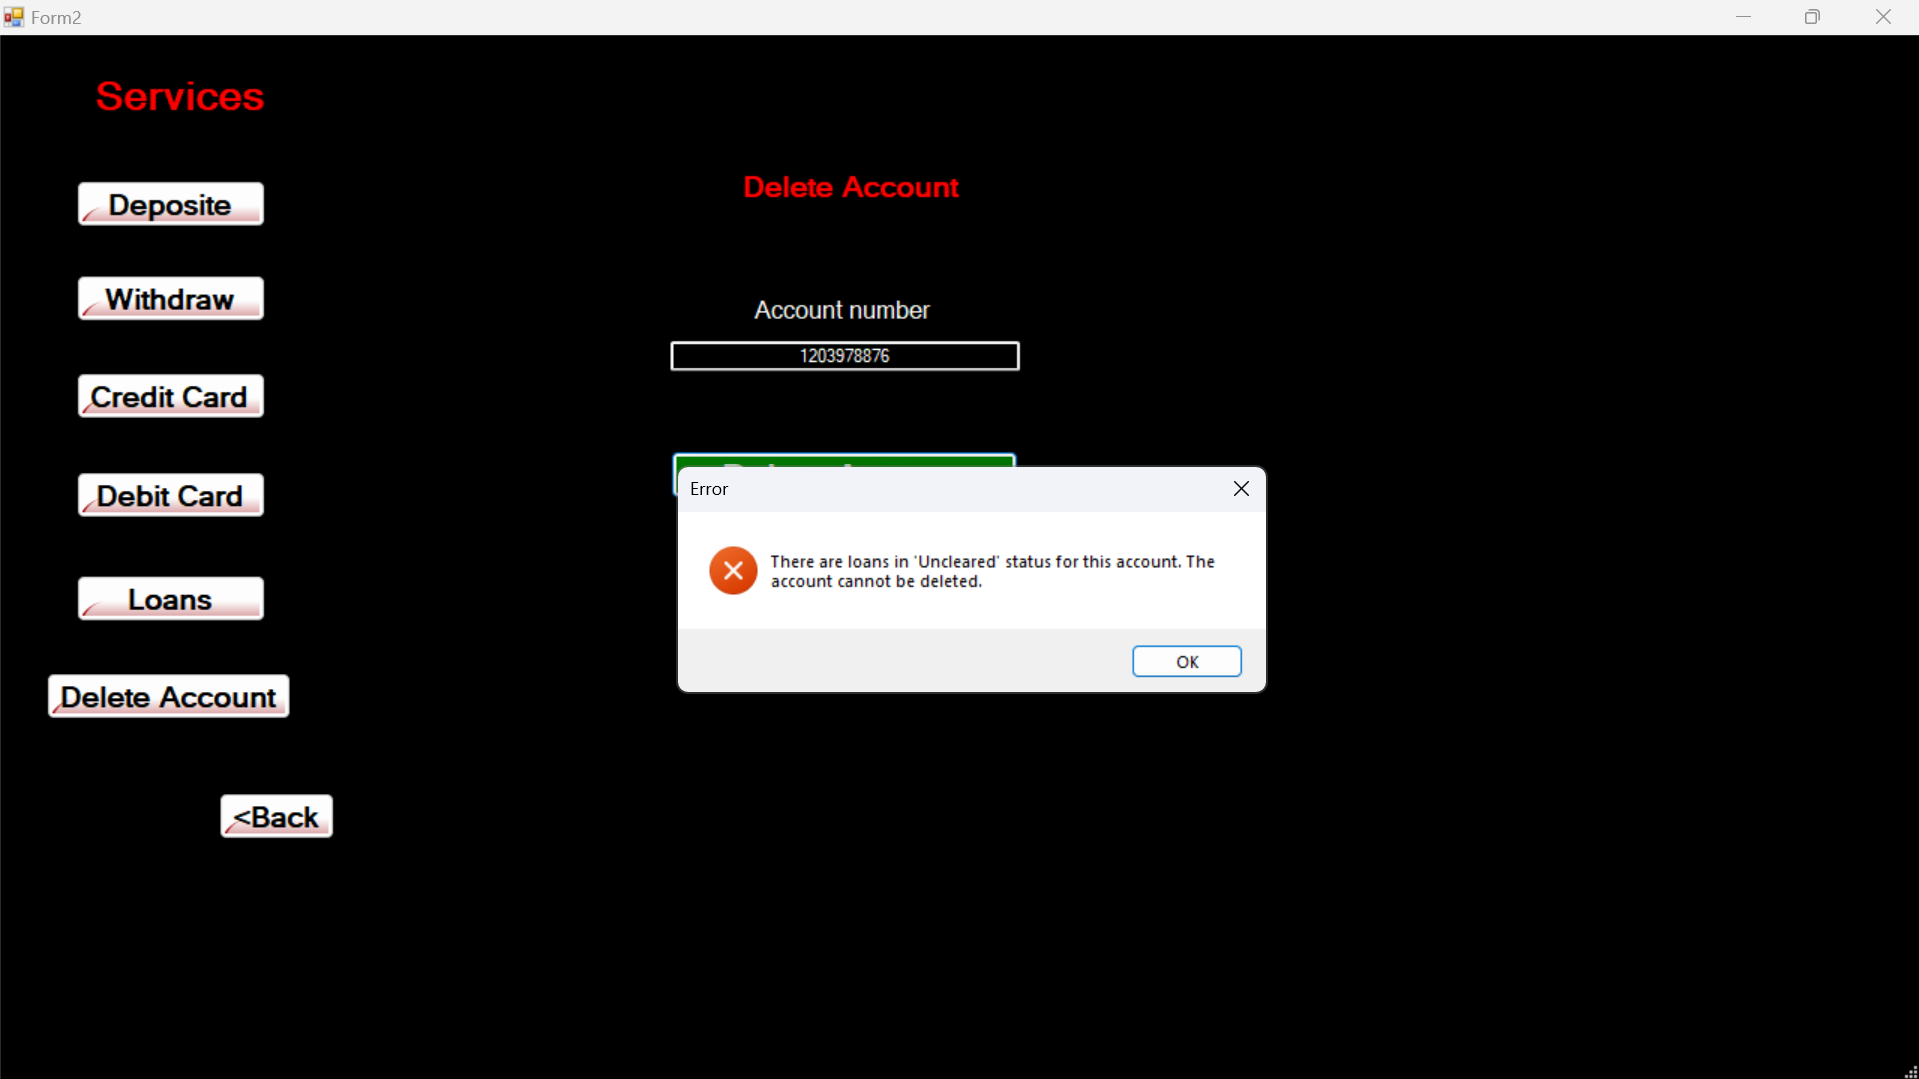 Form2
Services
Deposite
Withdraw
Credit Card
Debit Card
Loans
Delete Account
<Back
Delete Account
Account number
1203978876
Error
There are loans in 'Uncleared' status for this account. The
account cannot be deleted.
OK